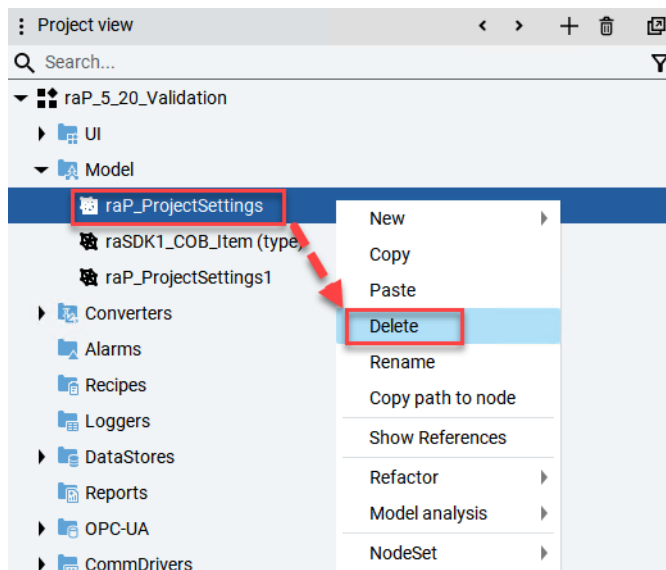 Project view
Search...
raP_5_20_Validation
UI
Model
raP_ProjectSettings
raSDK1_COB_Item (type)
raP_ProjectSettings1
Converters
Alarms
Recipes
Loggers
DataStores
Reports
OPC-UA
CommDrivers
New
Copy
Paste
Delete
Rename
Copy path to node
Show References
Refactor
Model analysis
NodeSet